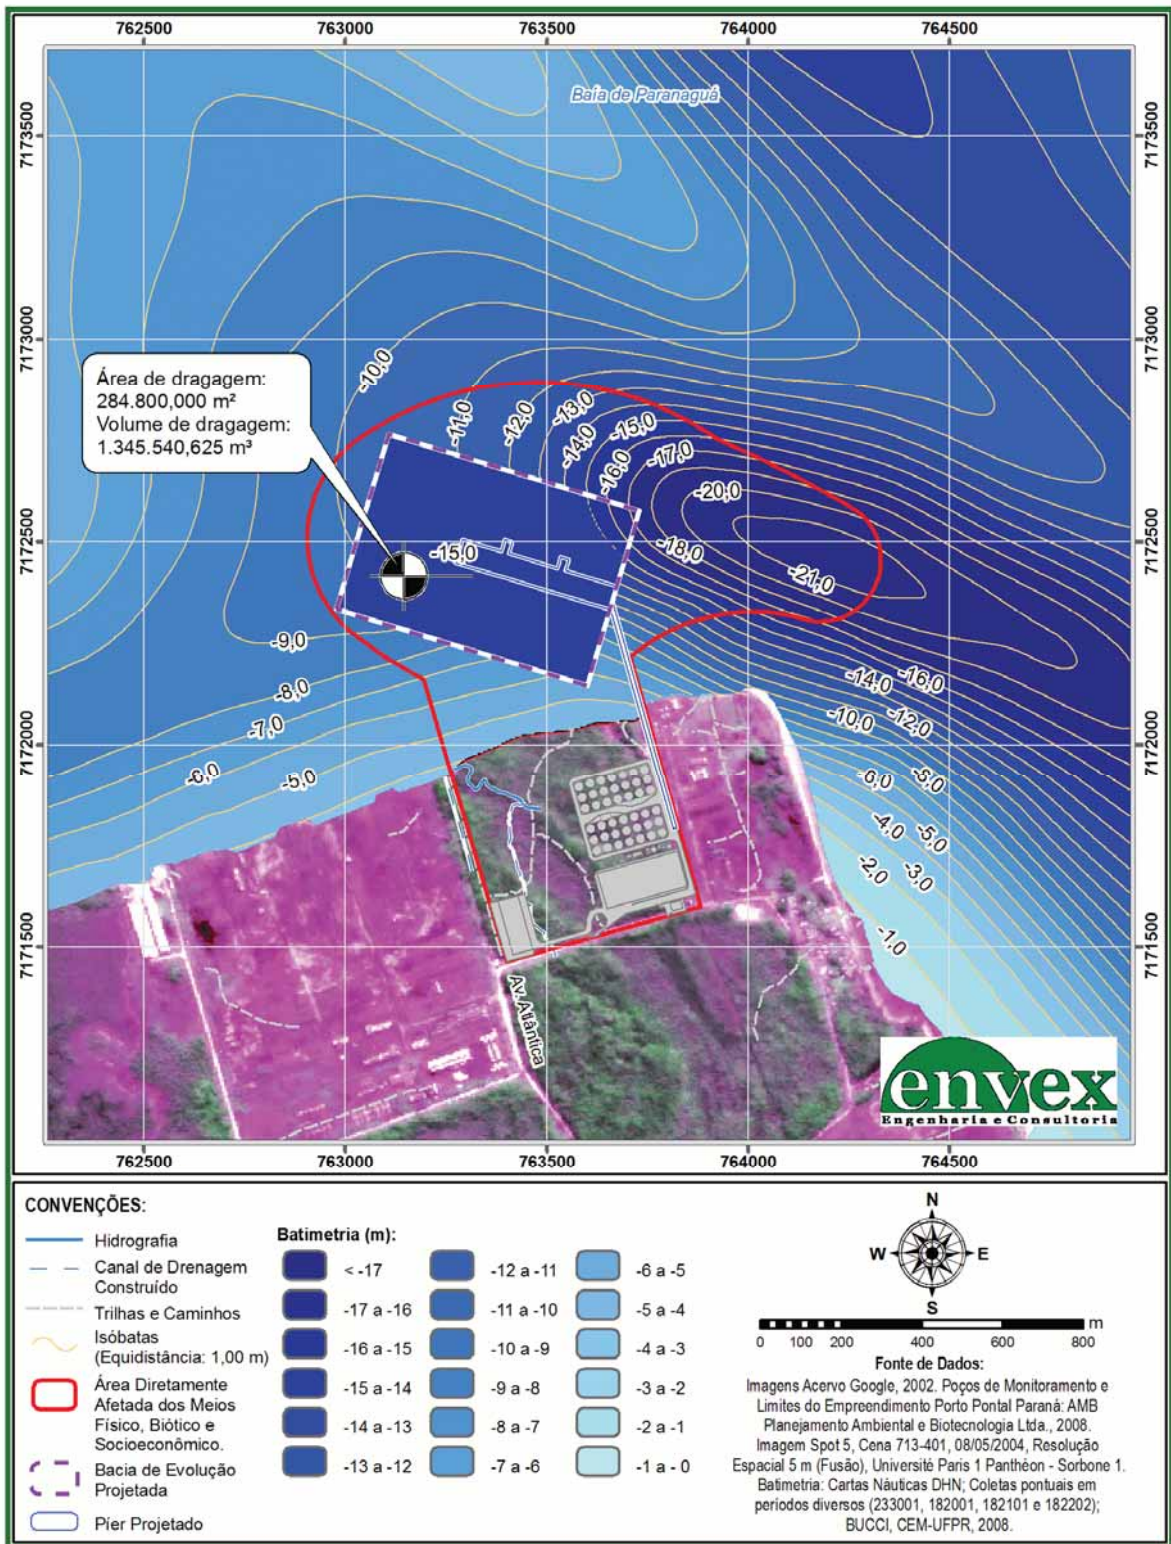 762500
763000
763500
764000
764500
Baía de Paranaguá
7173500
7173500
7173000
7173000
Área de dragagem:
284.800,000 m²
Volume de dragagem:
1.345.540,625 m³
-10,0
-11,0
-12,0
-13,0
-14,0
-15,0
-16,0
-17,0
-20,0
7172500
7172500
-15,0
-18,0
-21,0
-9,0
-8,0
-7,0
-6,0
-5,0
-14,0
-16,0
-10,0
-12,0
7172000
7172000
-6,0
-5,0
-4,0
-5,0
-2,0
-3,0
-1,0
7171500
7171500
Av. Atlântica
envex
Engenharia e Consultoria
762500
763000
763500
764000
764500
CONVENÇÕES:
Hidrografia
Canal de Drenagem
Construído
Trilhas e Caminhos
Isóbatas
(Equidistância: 1,00 m)
Área Diretamente
Afetada dos Meios
Físico, Biótico e
Socioeconômico.
Bacia de Evolução
Projetada
Píer Projetado
Batimetria (m):
< -17
-17 a -16
-16 a -15
-15 a -14
-14 a -13
-13 a -12
-12 a -11
-11 a -10
-10 a -9
-9 a -8
-8 a -7
-7 a -6
-6 a -5
-5 a -4
-4 a -3
-3 a -2
-2 a -1
-1 a - 0
N
W
E
S
0 100 200 400 600 800 m
Fonte de Dados:
Imagens Acervo Google, 2002. Poços de Monitoramento e
Limites do Empreendimento Porto Pontal Paraná: AMB
Planejamento Ambiental e Biotecnologia Ltda., 2008.
Imagem Spot 5, Cena 713-401, 08/05/2004, Resolução
Espacial 5 m (Fusão), Université Paris 1 Panthéon - Sorbone 1.
Batimetria: Cartas Náuticas DHN; Coletas pontuais em
períodos diversos (233001, 182001, 182101 e 182202);
BUCCI, CEM-UFPR, 2008.